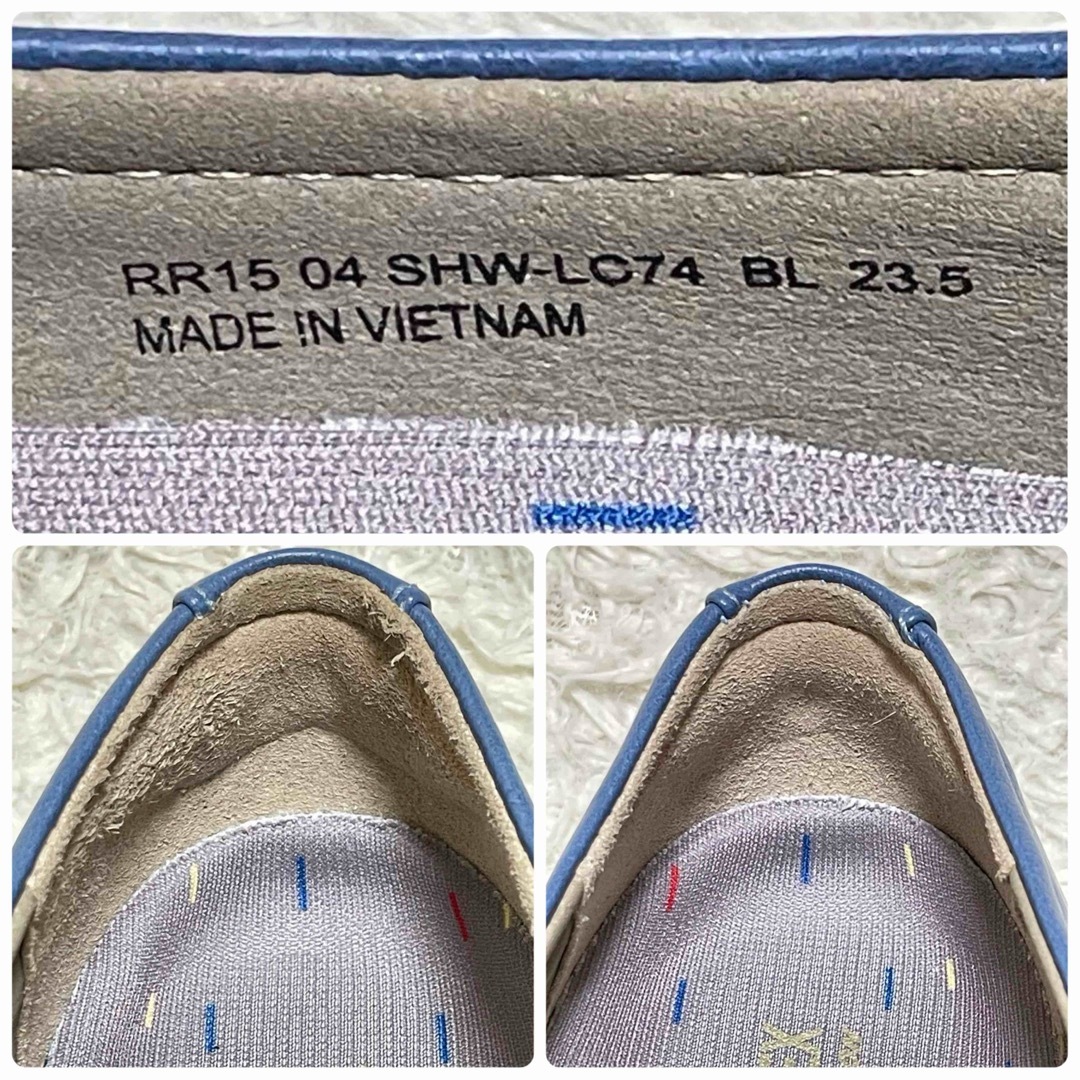 RR15 04 SHW-LC74 BL 23.5
MADE IN VIETNAM